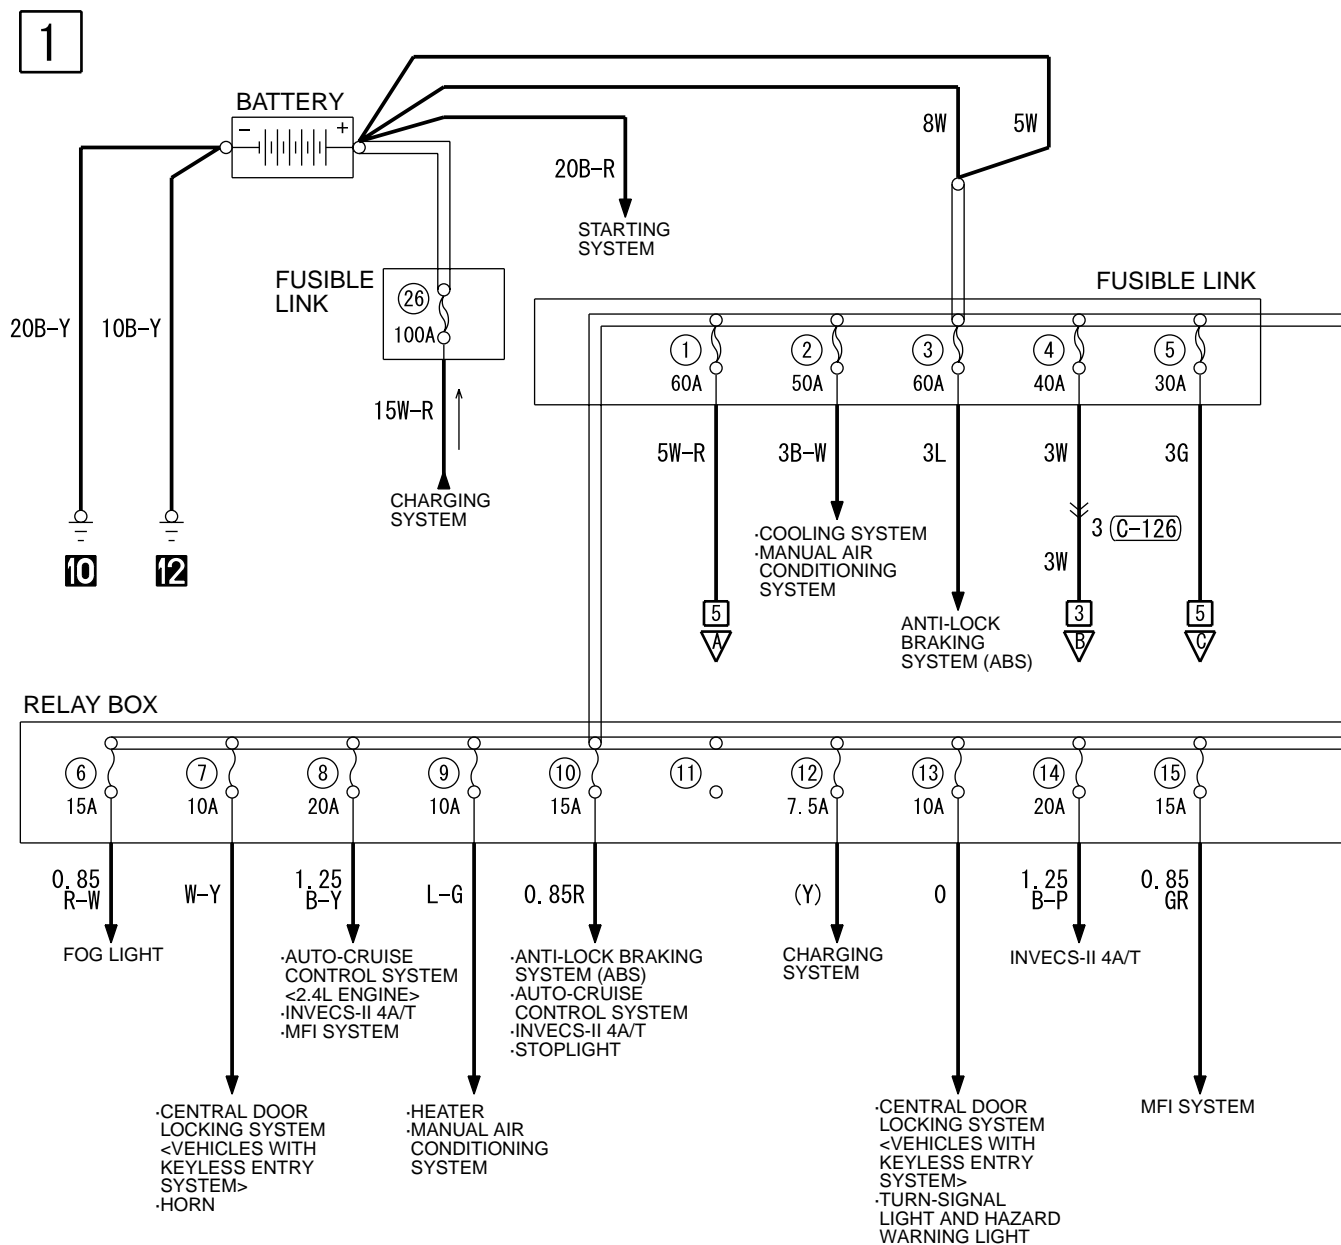 1
BATTERY
−
+
8W
5W
20B-R
STARTING
SYSTEM
FUSIBLE
LINK
26
100A
FUSIBLE LINK
20B-Y
10B-Y
1
60A
2
50A
3
60A
4
40A
5
30A
15W-R
CHARGING
SYSTEM
5W-R
3B-W
3L
3W
3G
10
12
·COOLING SYSTEM
·MANUAL AIR
CONDITIONING
SYSTEM
3 C-126
3W
5
A
ANTI-LOCK
BRAKING
SYSTEM (ABS)
3
B
5
C
RELAY BOX
6
15A
7
10A
8
20A
9
10A
10
15A
11
12
7.5A
13
10A
14
20A
15
15A
0.85
R-W
W-Y
1.25
B-Y
L-G
0.85R
(Y)
O
1.25
B-P
0.85
GR
FOG LIGHT
·AUTO-CRUISE
CONTROL SYSTEM
<2.4L ENGINE>
·INVECS-II 4A/T
·MFI SYSTEM
·ANTI-LOCK BRAKING
SYSTEM (ABS)
·AUTO-CRUISE
CONTROL SYSTEM
·INVECS-II 4A/T
·STOPLIGHT
CHARGING
SYSTEM
INVECS-II 4A/T
·CENTRAL DOOR
LOCKING SYSTEM
<VEHICLES WITH
KEYLESS ENTRY
SYSTEM>
·HORN
·HEATER
·MANUAL AIR
CONDITIONING
SYSTEM
·CENTRAL DOOR
LOCKING SYSTEM
<VEHICLES WITH
KEYLESS ENTRY
SYSTEM>
·TURN-SIGNAL
LIGHT AND HAZARD
WARNING LIGHT
MFI SYSTEM